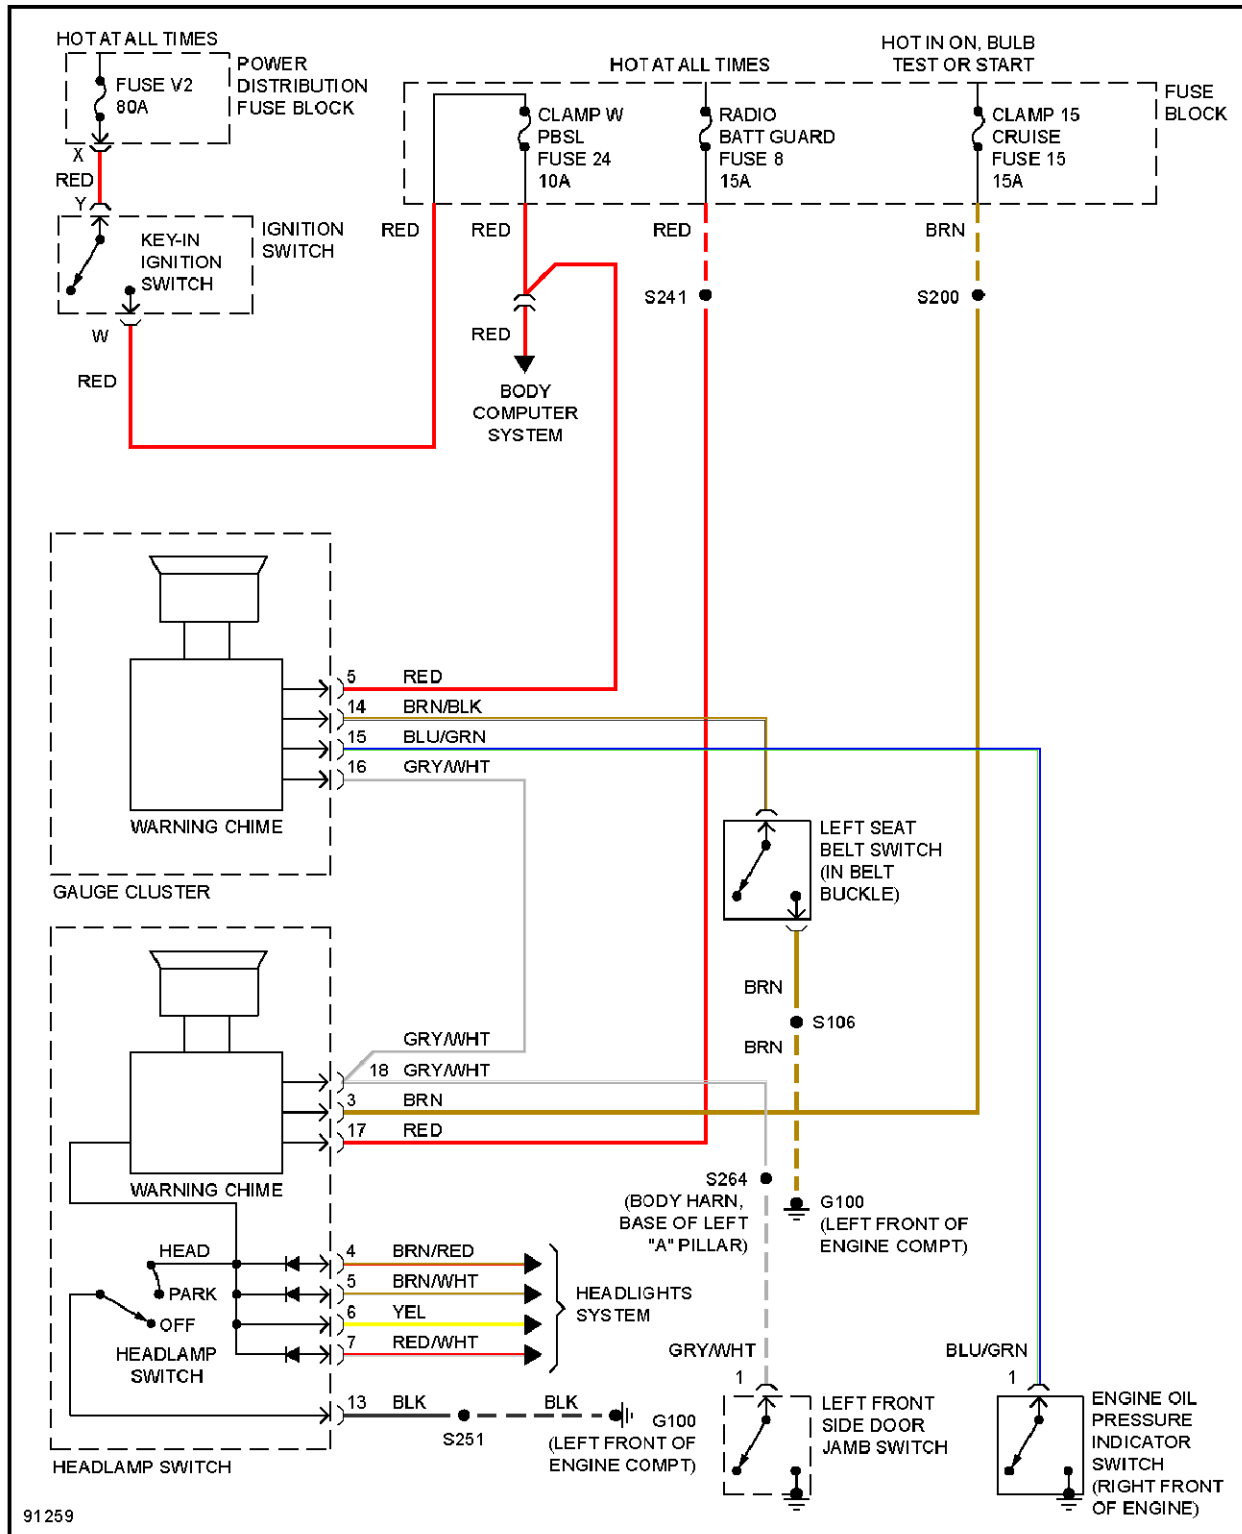 HOT AT ALL TIMES
FUSE V2
80A
POWER
DISTRIBUTION
FUSE BLOCK
X
RED
Y
KEY-IN
IGNITION
SWITCH
IGNITION
SWITCH
W
RED
HOT AT ALL TIMES
HOT IN ON, BULB
TEST OR START
CLAMP W
PBSL
FUSE 24
10A
RADIO
BATT GUARD
FUSE 8
15A
CLAMP 15
CRUISE
FUSE 15
15A
FUSE
BLOCK
RED
RED
RED
BRN
S241
S200
RED
BODY
COMPUTER
SYSTEM
5 RED
14 BRN/BLK
15 BLU/GRN
16 GRY/WHT
WARNING CHIME
GAUGE CLUSTER
LEFT SEAT
BELT SWITCH
(IN BELT
BUCKLE)
BRN
S106
BRN
G100
(LEFT FRONT OF
ENGINE COMPT)
GRY/WHT
18 GRY/WHT
3 BRN
17 RED
WARNING CHIME
S264
(BODY HARN,
BASE OF LEFT
"A" PILLAR)
HEAD
PARK
OFF
HEADLAMP
SWITCH
4 BRN/RED
5 BRN/WHT
6 YEL
7 RED/WHT
HEADLIGHTS
SYSTEM
13 BLK
S251
BLK
G100
(LEFT FRONT OF
ENGINE COMPT)
HEADLAMP SWITCH
GRY/WHT
1
LEFT FRONT
SIDE DOOR
JAMB SWITCH
BLU/GRN
1
ENGINE OIL
PRESSURE
INDICATOR
SWITCH
(RIGHT FRONT
OF ENGINE)
91259